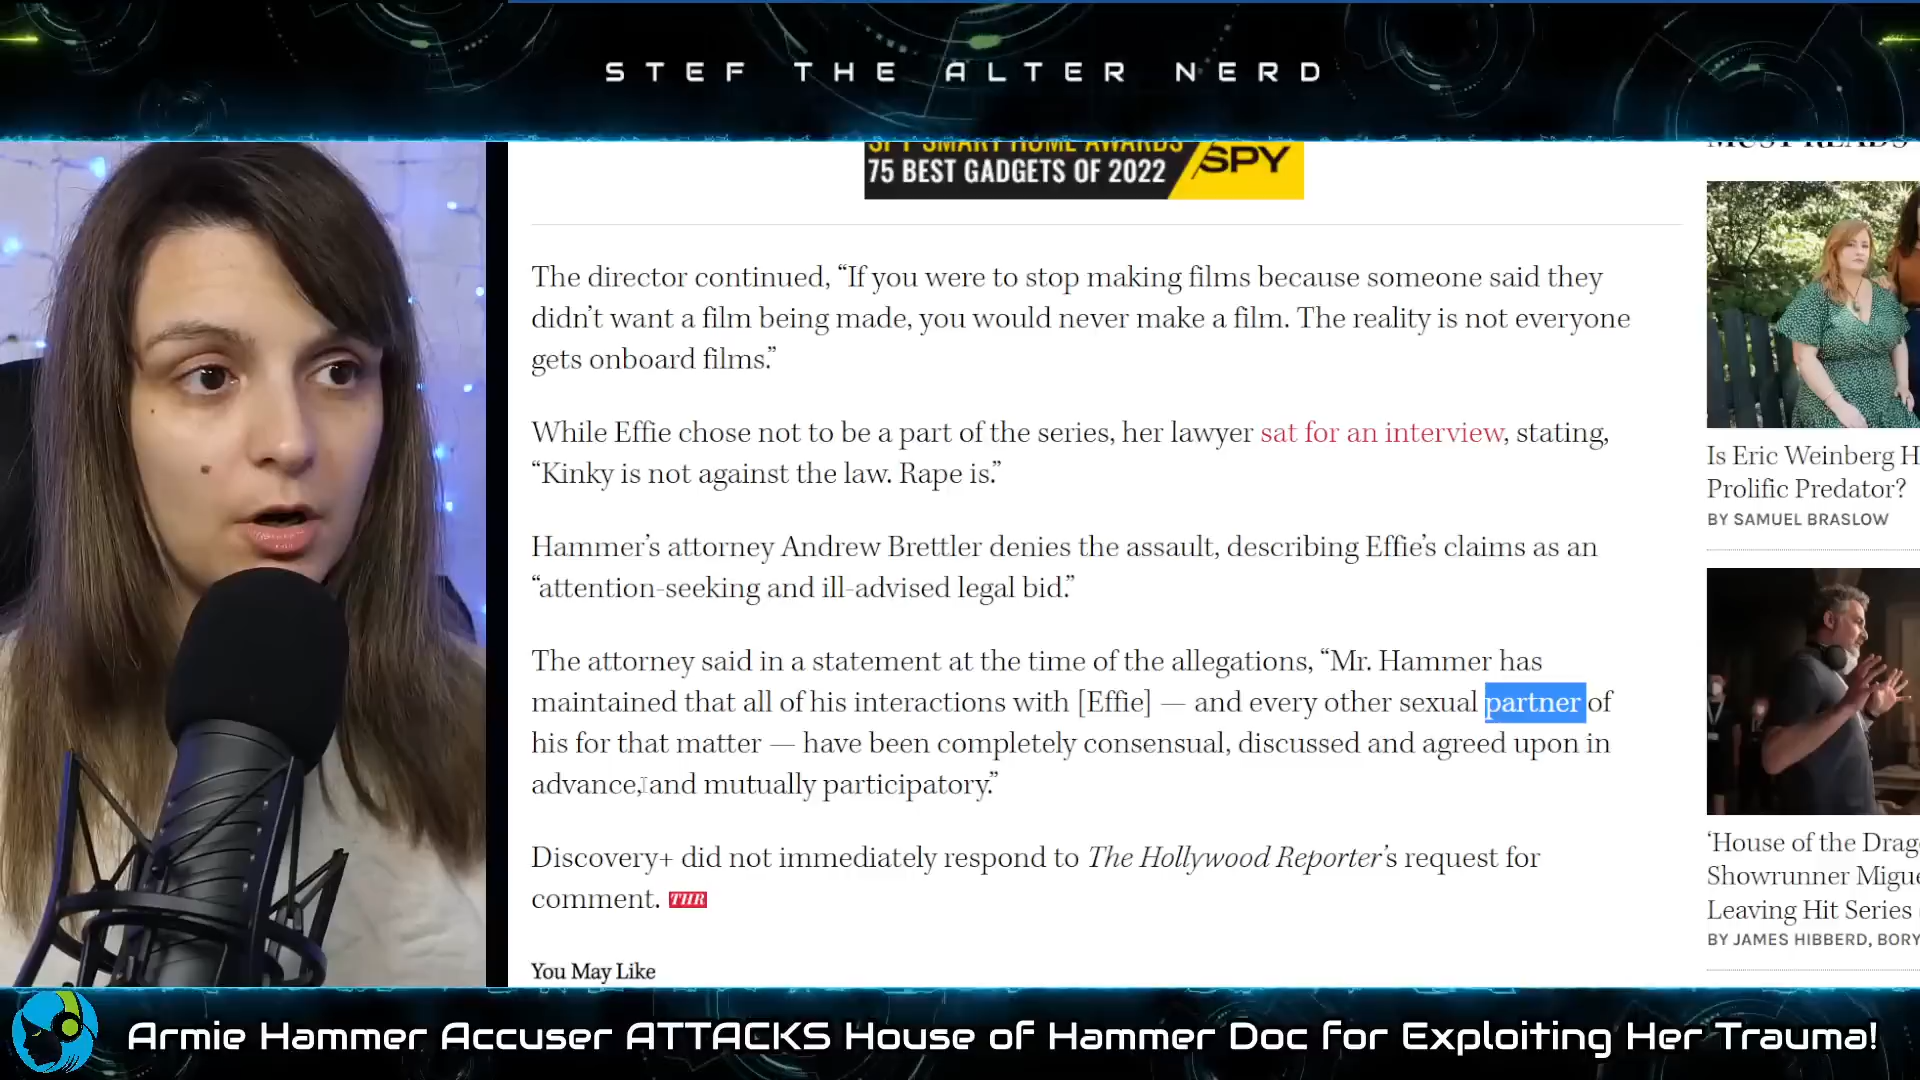 STEF THE ALTER NERD
SPY SMART HOME AWARDS
75 BEST GADGETS OF 2022
SPY
MUST READS
The director continued, “If you were to stop making films because someone said they
didn’t want a film being made, you would never make a film. The reality is not everyone
gets onboard films.”
While Effie chose not to be a part of the series, her lawyer sat for an interview, stating,
“Kinky is not against the law. Rape is.”
Hammer’s attorney Andrew Brettler denies the assault, describing Effie’s claims as an
“attention-seeking and ill-advised legal bid.”
The attorney said in a statement at the time of the allegations, “Mr. Hammer has
maintained that all of his interactions with [Effie] — and every other sexual partner of
his for that matter — have been completely consensual, discussed and agreed upon in
advance, and mutually participatory.”
Discovery+ did not immediately respond to The Hollywood Reporter’s request for
comment. THR
You May Like
Is Eric Weinberg H
Prolific Predator?
BY SAMUEL BRASLOW
‘House of the Drag
Showrunner Migue
Leaving Hit Series
BY JAMES HIBBERD, BORY
Armie Hammer Accuser ATTACKS House of Hammer Doc for Exploiting Her Trauma!